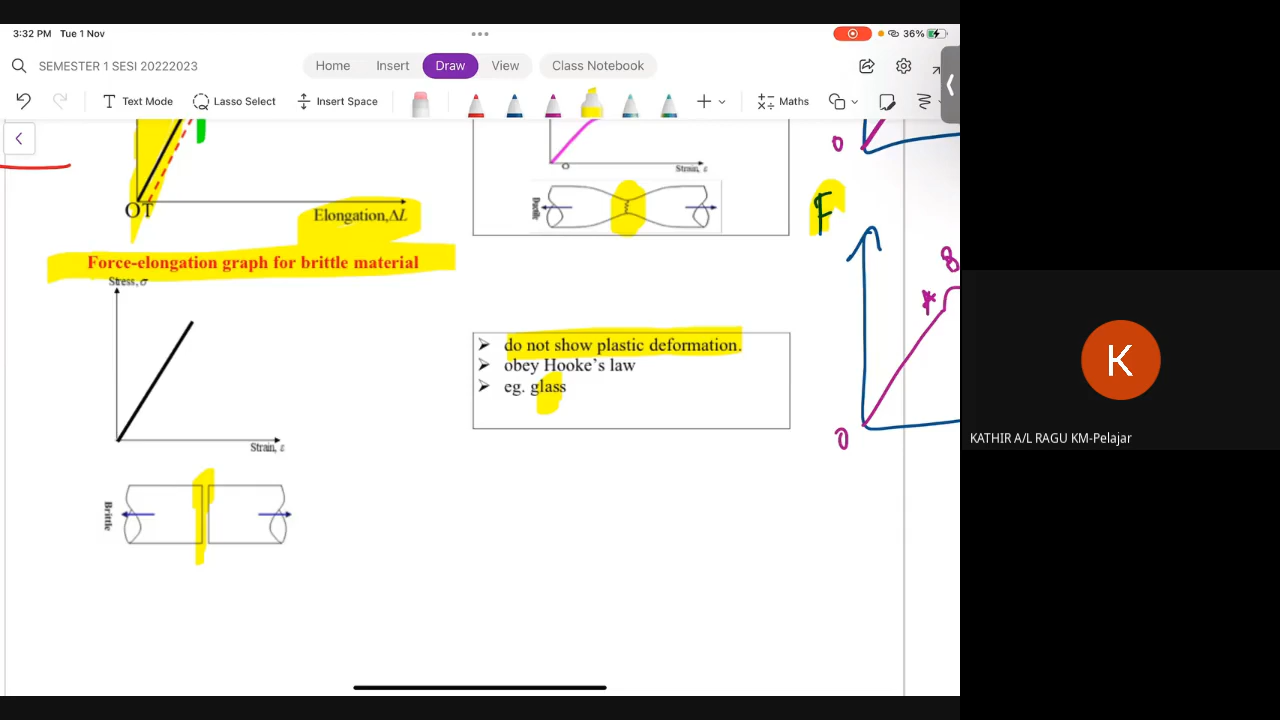 3:32 PM Tue 1 Nov
36%
SEMESTER 1 SESI 20222023
Home Insert Draw View Class Notebook
Text Mode Lasso Select Insert Space Maths
OT
Elongation,ΔL
O
Strain, ε
Ductile
Force-elongation graph for brittle material
Stress, σ
Strain, ε
Brittle
➢ do not show plastic deformation.
➢ obey Hooke's law
➢ eg. glass
0
F
B
0
K
KATHIR A/L RAGU KM-Pelajar